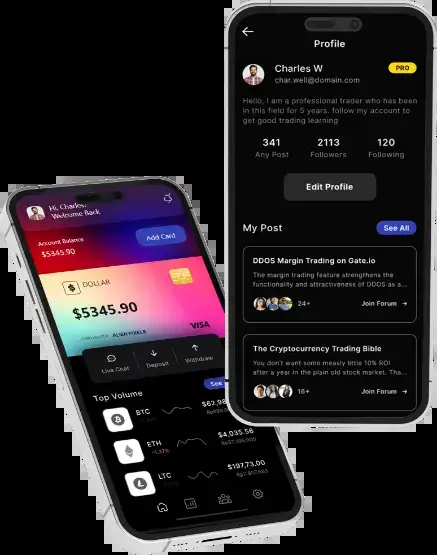 Profile
Charles W
PRO
char.well@domain.com
Hello, I am a professional trader who has been
in this field for 5 years. follow my account to
get good trading learning
341
2113
120
Any Post
Followers
Following
Edit Profile
My Post
See All
DDOS Margin Trading on Gate.io
The margin trading feature strengthens the
functionality and attractiveness of DDOS as a...
24+
Join Forum
The Cryptocurrency Trading Bible
You don't want some measly little 10% ROI
after a year in the plain old stock market. Tha...
16+
Join Forum
Hi, Charles!
Welcome Back
Account Balance
$5345.90
Add Card
DOLLAR
$5345.90
ALIEN PIXELS
VISA
Live Chat
Deposit
Withdraw
Top Volume
See
BTC
$62,98
ETH
-1.37%
$4,035.56
LTC
$197,73.00